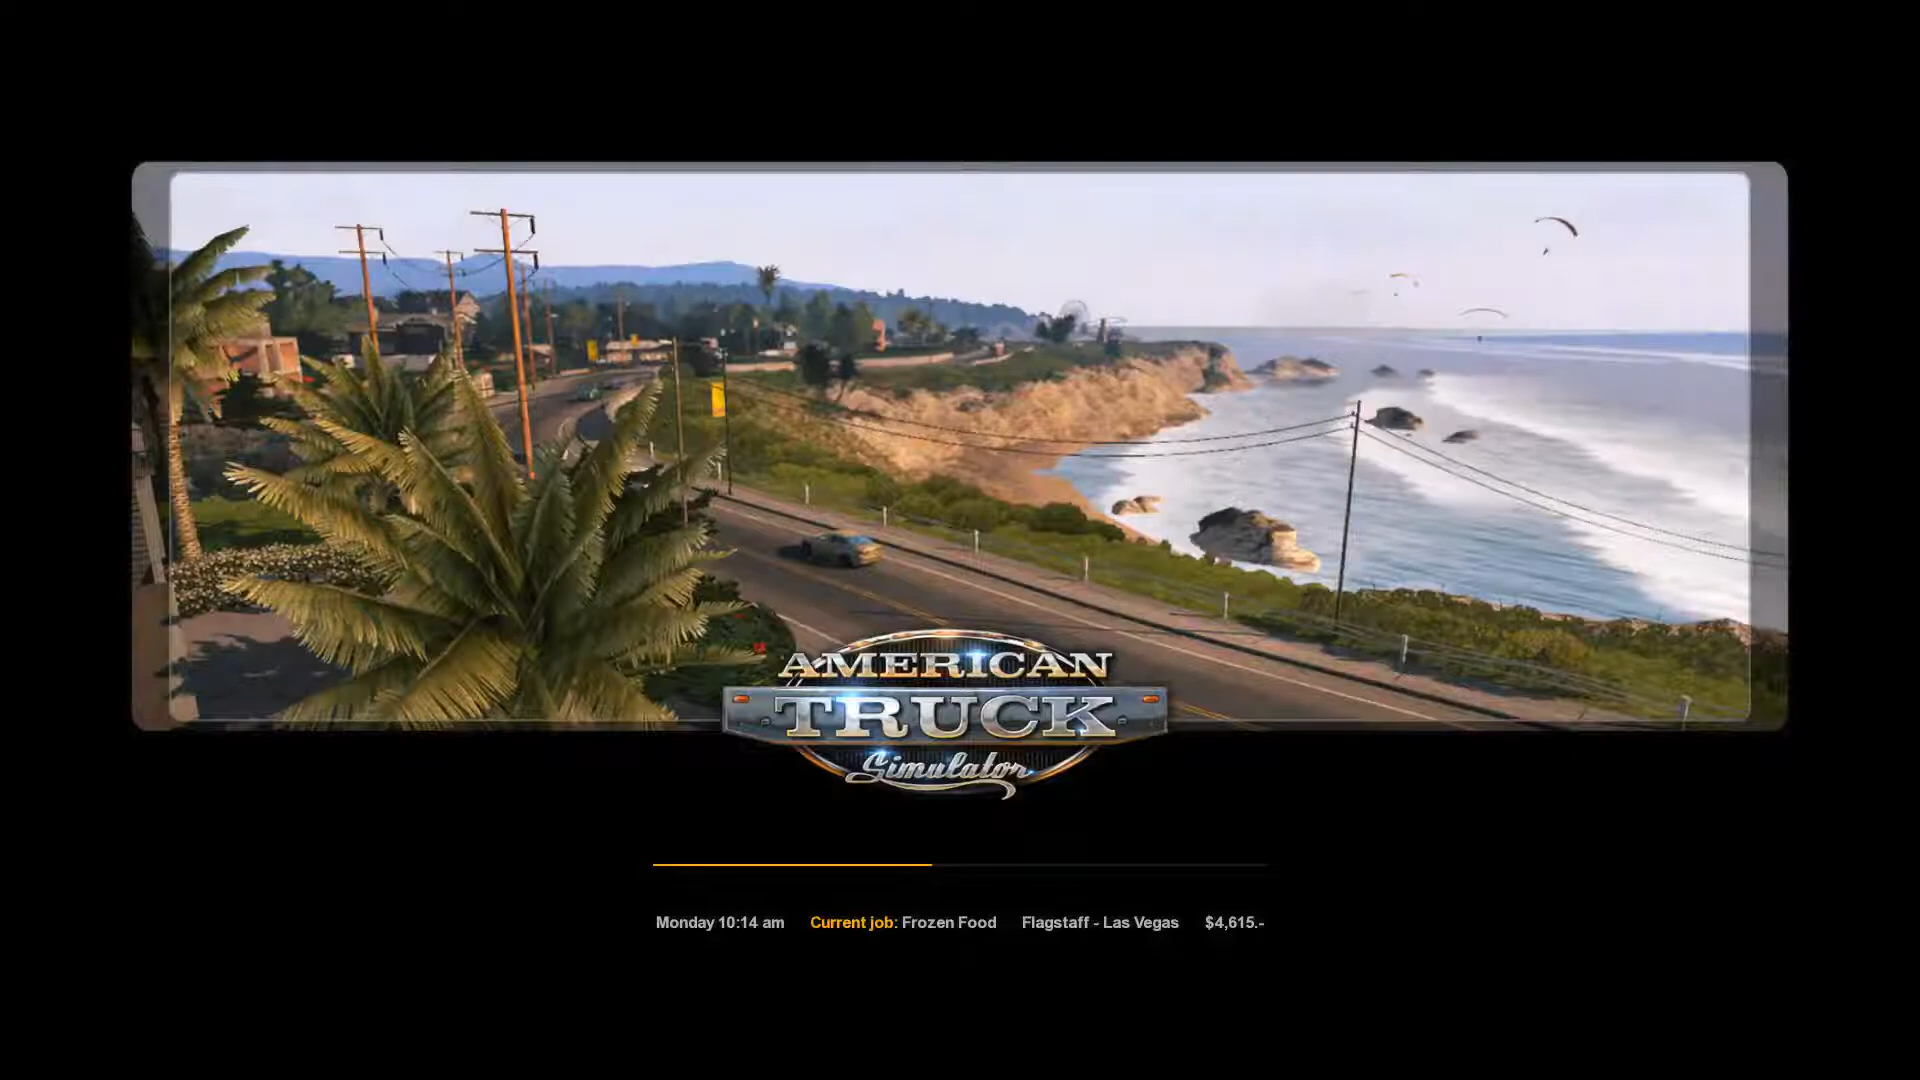 AMERICAN
TRUCK
Simulator
Monday 10:14 am Current job: Frozen Food Flagstaff - Las Vegas $4,615.-